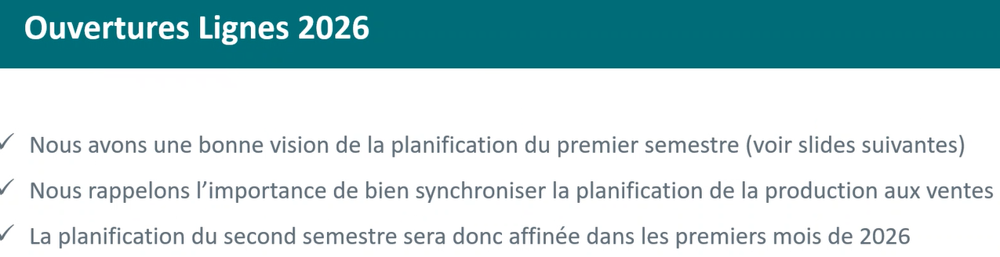 Ouvertures Lignes 2026
✓ Nous avons une bonne vision de la planification du premier semestre (voir slides suivantes)
✓ Nous rappelons l’importance de bien synchroniser la planification de la production aux ventes
✓ La planification du second semestre sera donc affinée dans les premiers mois de 2026